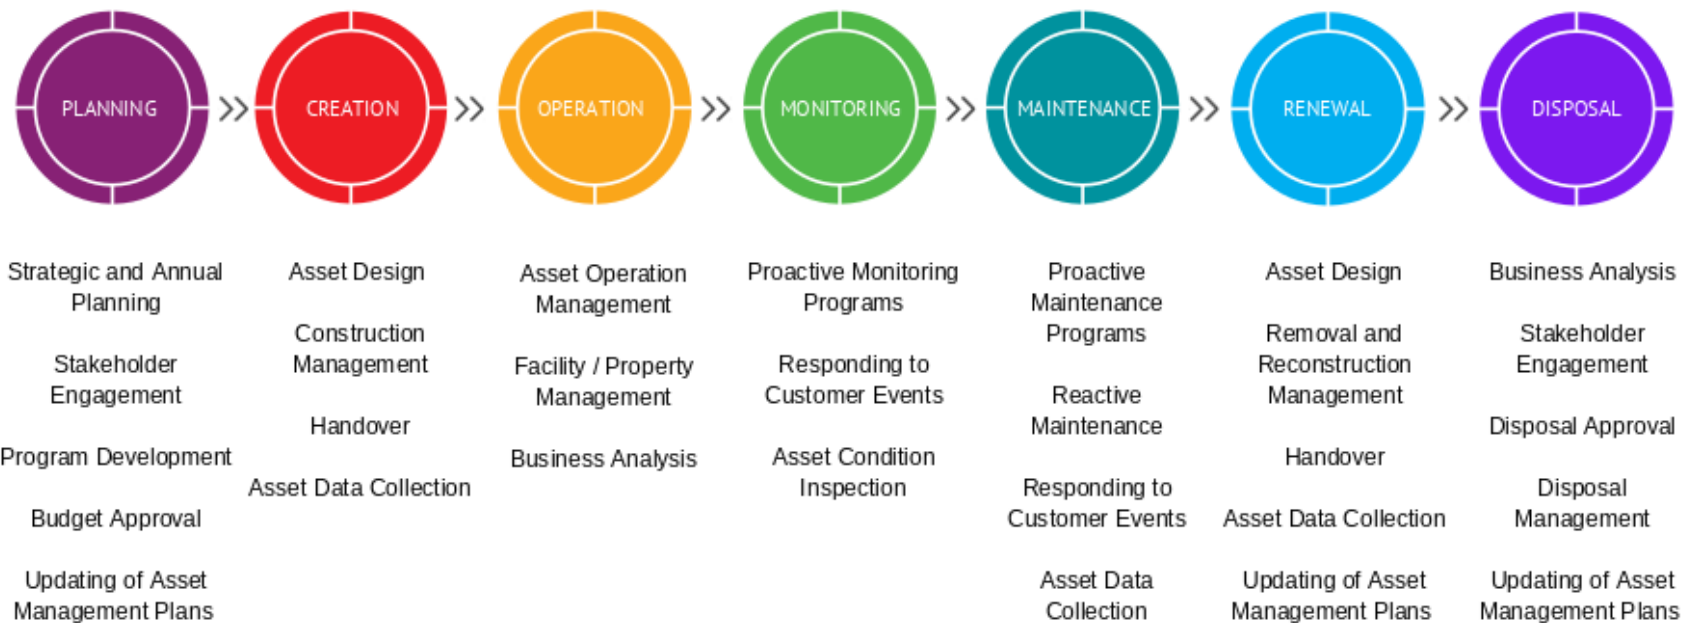 PLANNING
CREATION
OPERATION
MONITORING
MAINTENANCE
RENEWAL
DISPOSAL
Strategic and Annual
Planning
Stakeholder
Engagement
Program Development
Budget Approval
Updating of Asset
Management Plans
Asset Design
Construction
Management
Handover
Asset Data Collection
Asset Operation
Management
Facility / Property
Management
Business Analysis
Proactive Monitoring
Programs
Responding to
Customer Events
Asset Condition
Inspection
Proactive
Maintenance
Programs
Reactive
Maintenance
Responding to
Customer Events
Asset Data
Collection
Asset Design
Removal and
Reconstruction
Management
Handover
Asset Data Collection
Updating of Asset
Management Plans
Business Analysis
Stakeholder
Engagement
Disposal Approval
Disposal
Management
Updating of Asset
Management Plans